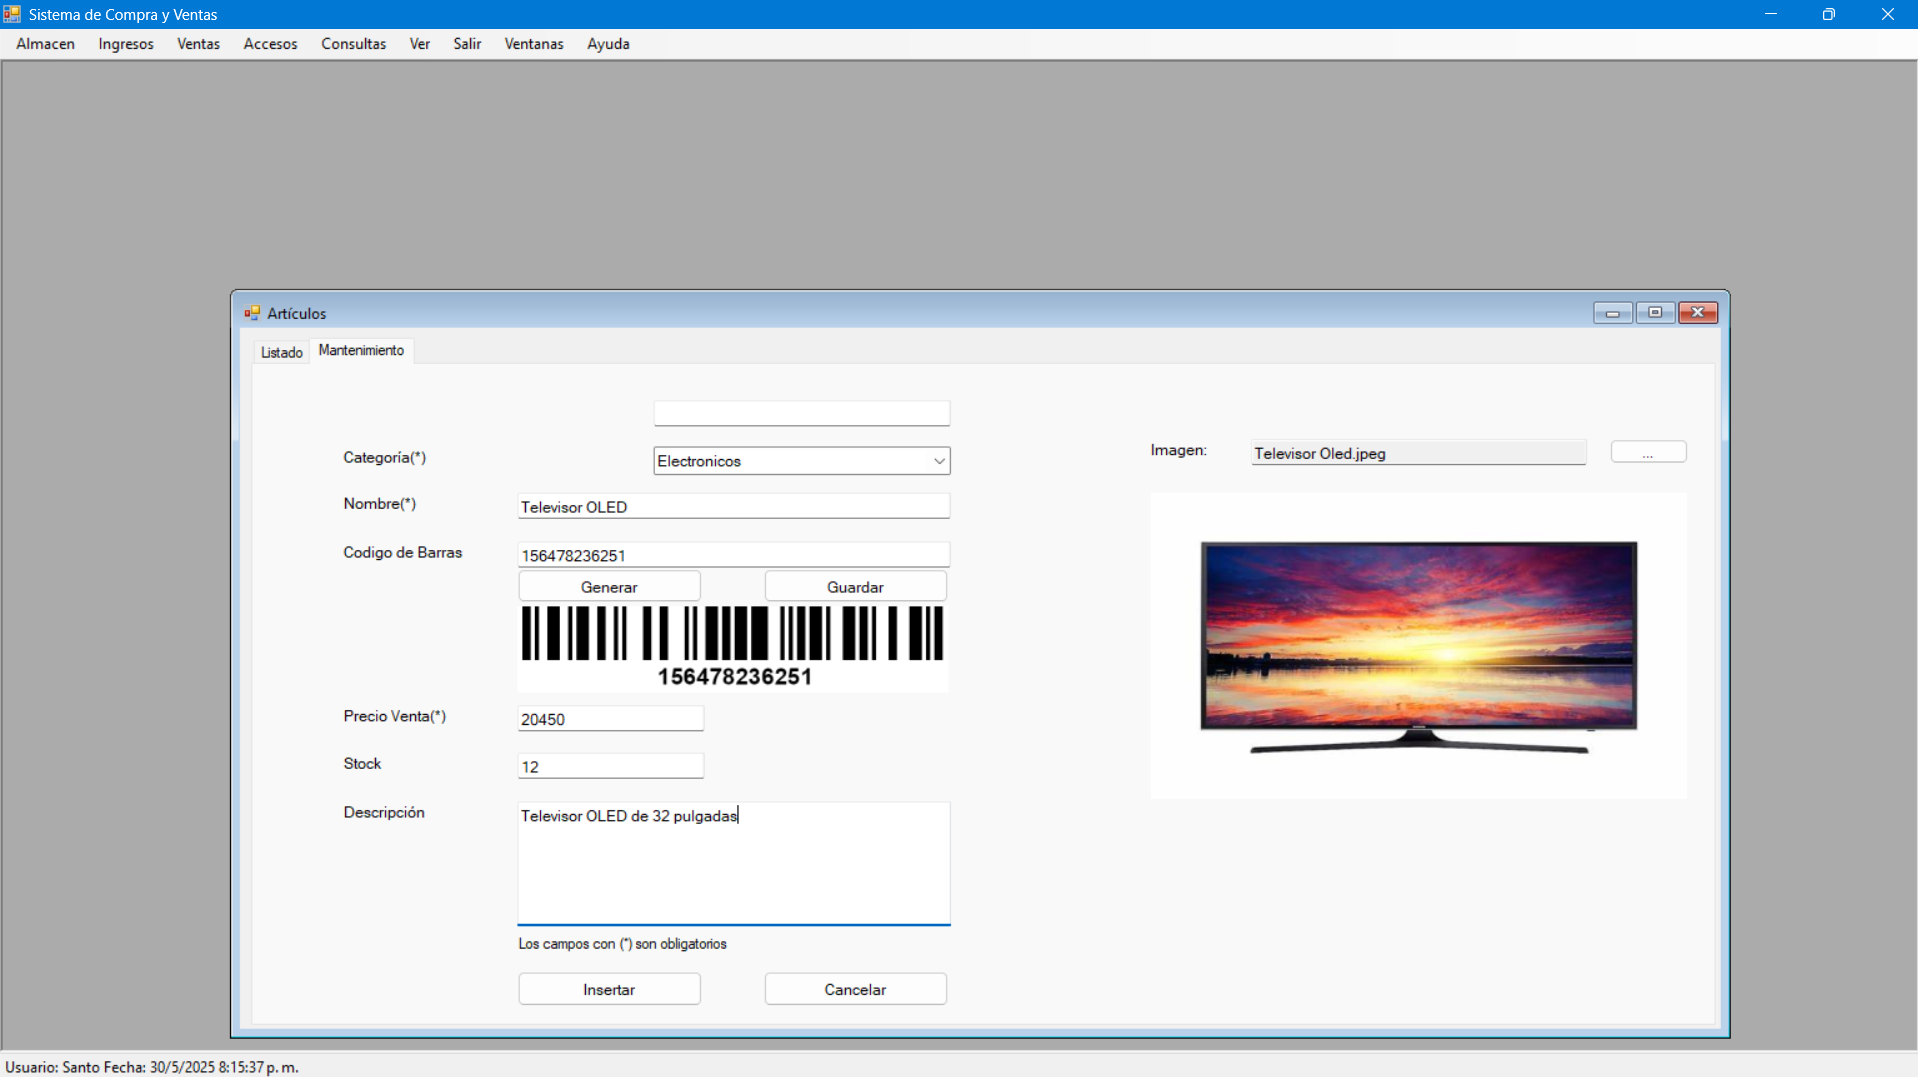 Sistema de Compra y Ventas
Almacen Ingresos Ventas Accesos Consultas Ver Salir Ventanas Ayuda
Artículos
Listado Mantenimiento
Categoría(*) Electronicos
Imagen: Televisor Oled.jpeg ...
Nombre(*) Televisor OLED
Codigo de Barras 156478236251
Generar Guardar
156478236251
Precio Venta(*) 20450
Stock 12
Descripción Televisor OLED de 32 pulgadas
Los campos con (*) son obligatorios
Insertar Cancelar
Usuario: Santo Fecha: 30/5/2025 8:15:37 p. m.